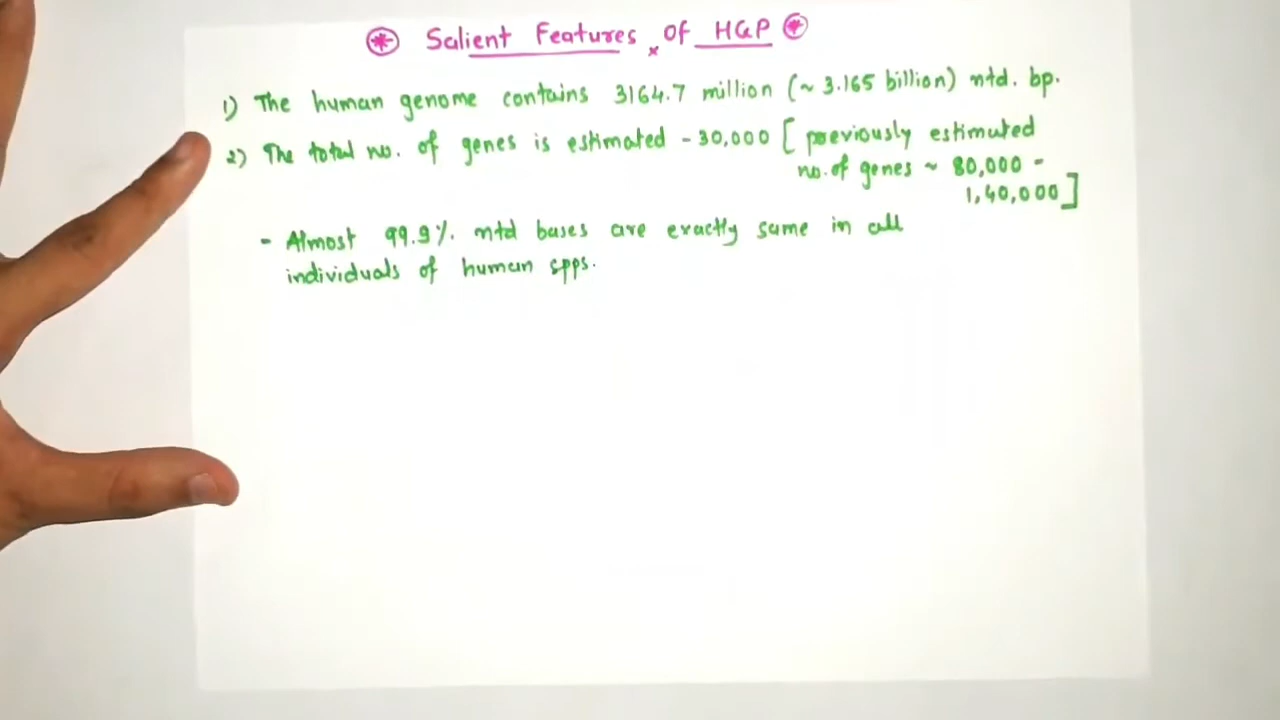 Salient Features of HGP
1) The human genome contains 3164.7 million (~ 3.165 billion) ntd. bp.
2) The total no. of genes is estimated - 30,000 [ previously estimated
no. of genes ~ 80,000 -
1,40,000 ]
- Almost 99.9% ntd bases are exactly same in all
individuals of human spps.